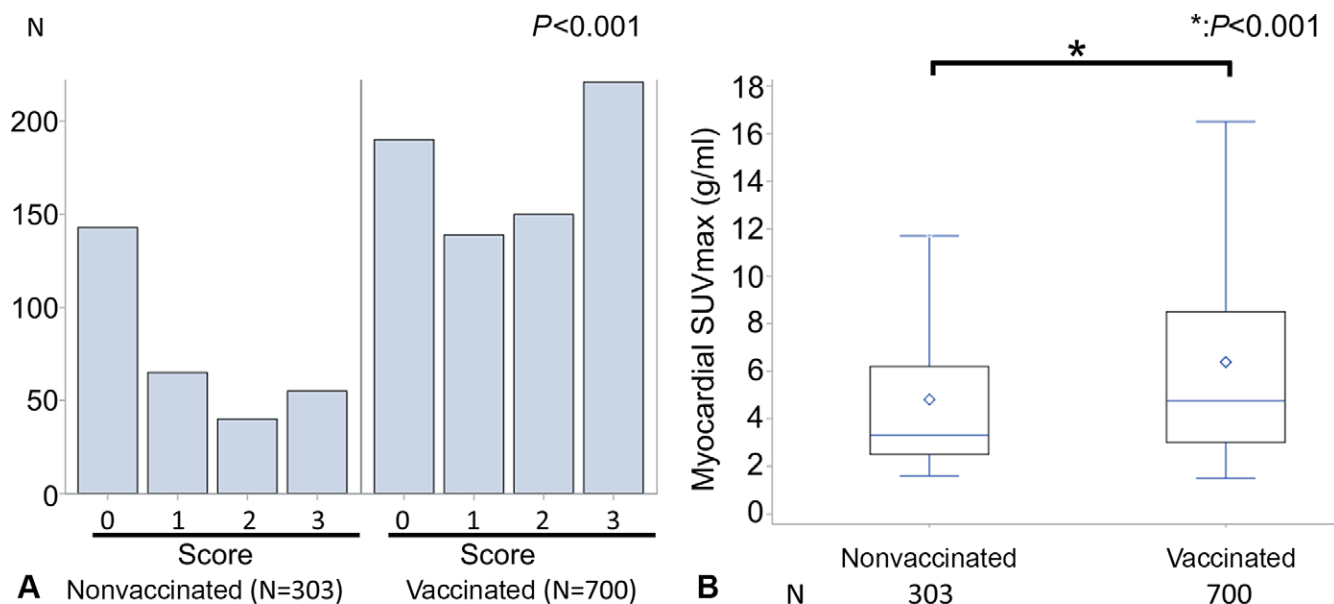 N
P<0.001
200
150
100
50
0
0 1 2 3
0 1 2 3
Score
Score
A
Nonvaccinated (N=303)
Vaccinated (N=700)
*:P<0.001
*
Myocardial SUVmax (g/ml)
18
16
14
12
10
8
6
4
2
0
Nonvaccinated
Vaccinated
B
N
303
700